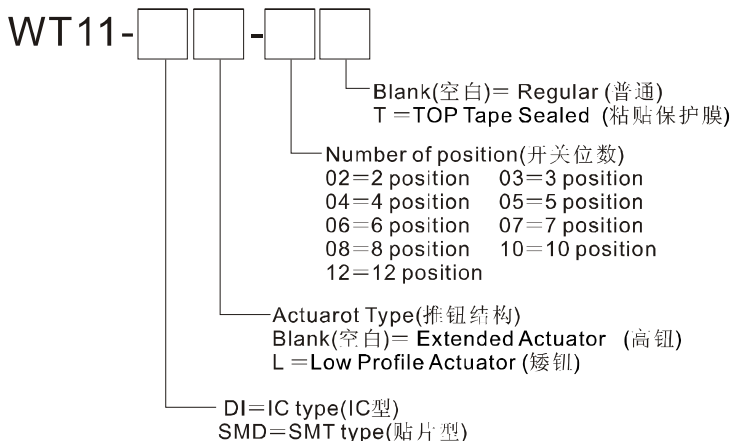 WT11-□□-□□
Blank(空白)= Regular (普通)
T =TOP Tape Sealed (粘贴保护膜)
Number of position(开关位数)
02=2 position 03=3 position
04=4 position 05=5 position
06=6 position 07=7 position
08=8 position 10=10 position
12=12 position
Actuarot Type(推钮结构)
Blank(空白)= Extended Actuator (高钮)
L =Low Profile Actuator (矮钮)
DI=IC type(IC型)
SMD=SMT type(贴片型)